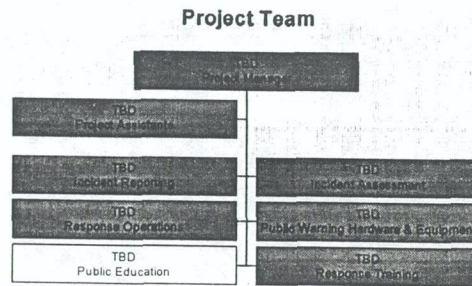 Project Team
TBD
Project Manager
TBD
Project Assistants
TBD
Incident Reporting
TBD
Incident Assessment
TBD
Response Operations
TBD
Public Warning Hardware & Equipment
TBD
Public Education
TBD
Response Training